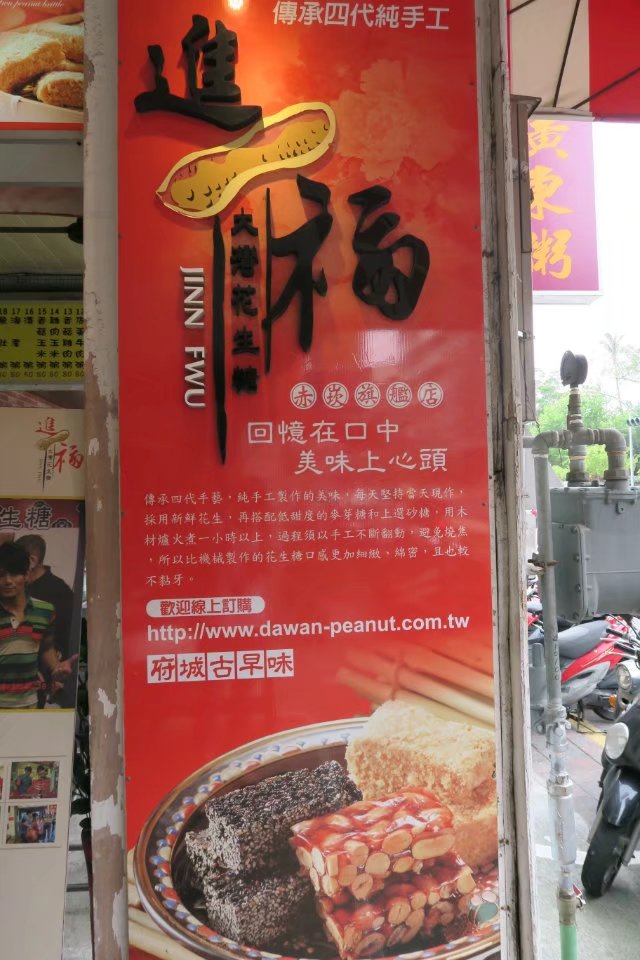 傳承四代純手工
進
福
大灣花生糖
JINN FWU
赤崁旗艦店
回憶在口中
美味上心頭
傳承四代手藝，純手工製作的美味，每天堅持當天現作，
採用新鮮花生，再搭配低甜度的麥芽糖和上選砂糖，用木
材爐火煮一小時以上，過程須以手工不斷翻動，避免燒焦
，所以比機械製作的花生糖口感更加細緻、綿密，且也較
不黏牙。
歡迎線上訂購
http://www.dawan-peanut.com.tw
府城古早味
廣東粥
進
福
生糖